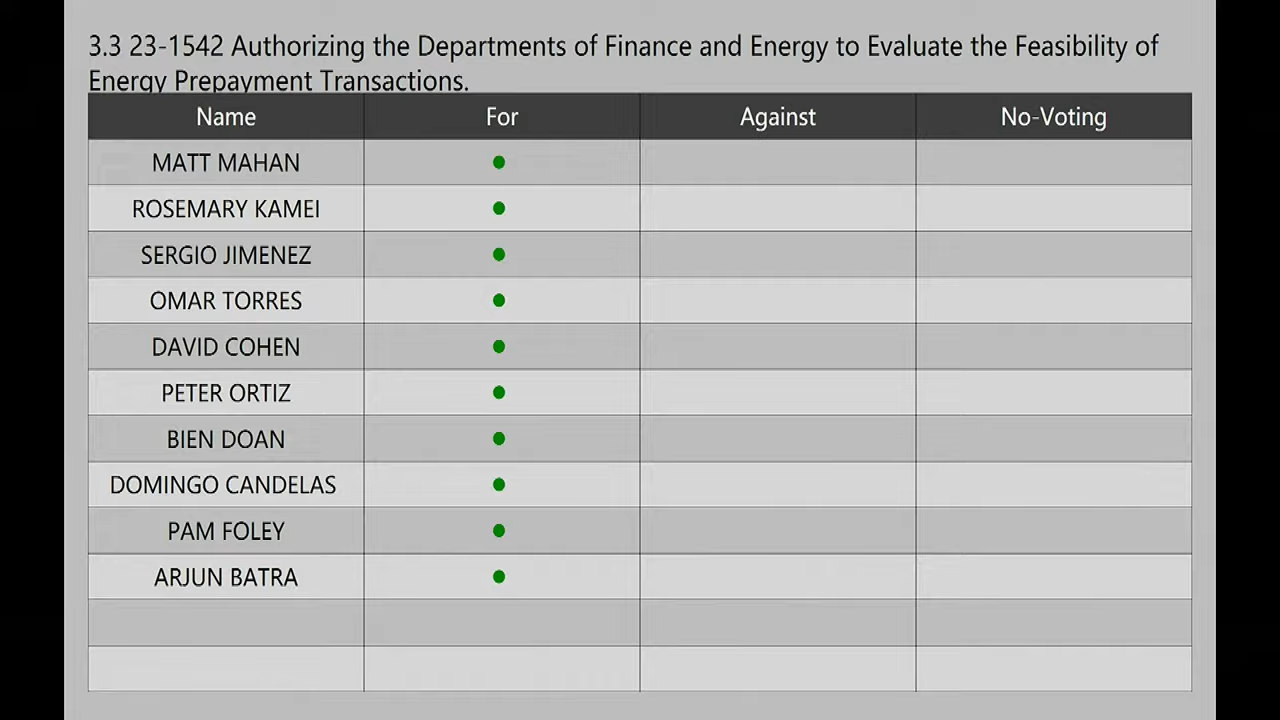 3.3 23-1542 Authorizing the Departments of Finance and Energy to Evaluate the Feasibility of
Energy Prepayment Transactions.
Name For Against No-Voting
MATT MAHAN
ROSEMARY KAMEI
SERGIO JIMENEZ
OMAR TORRES
DAVID COHEN
PETER ORTIZ
BIEN DOAN
DOMINGO CANDELAS
PAM FOLEY
ARJUN BATRA